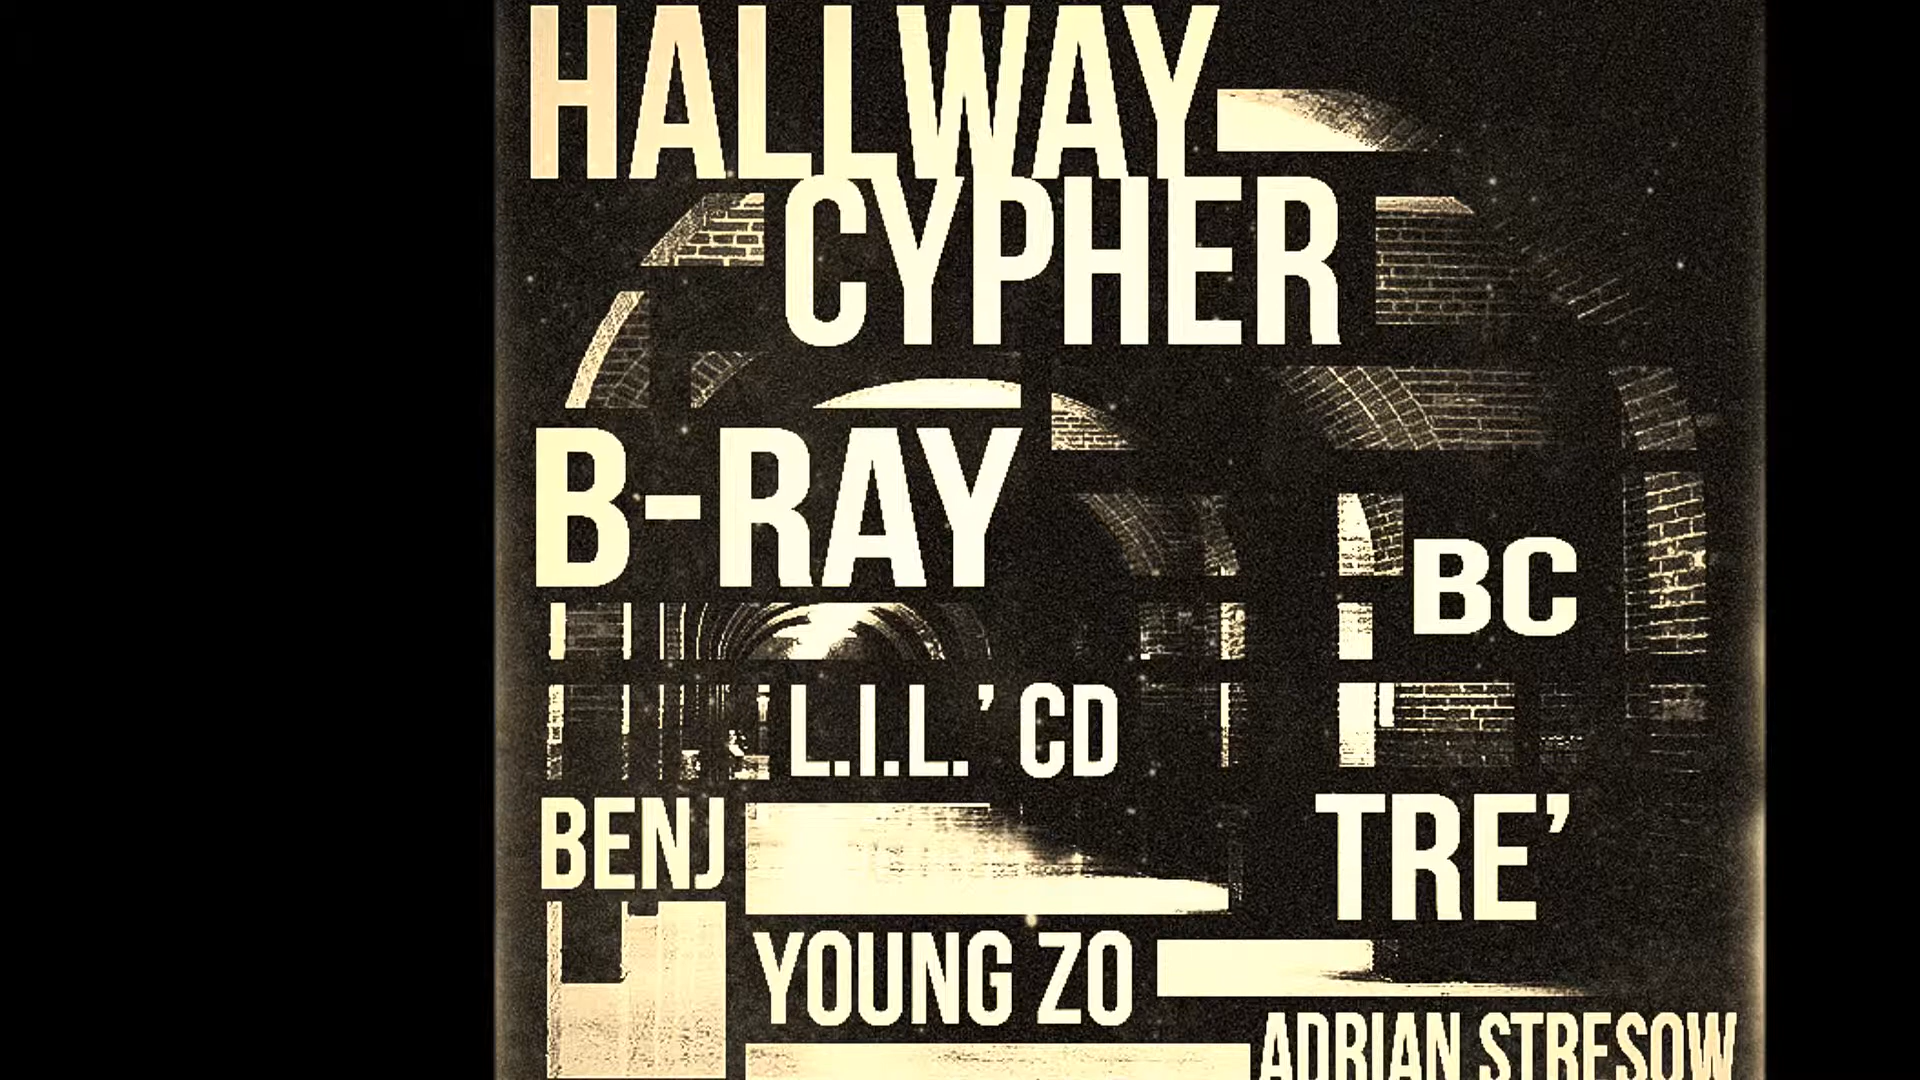 HALLWAY
CYPHER
B-RAY
BC
L.I.L.' CD
BENJ
TRE'
YOUNG ZO
ADRIAN STRESOW